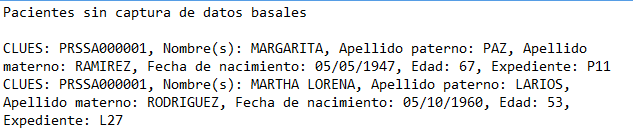 Pacientes sin captura de datos basales
CLUES: PRSSA000001, Nombre(s): MARGARITA, Apellido paterno: PAZ, Apellido
materno: RAMIREZ, Fecha de nacimiento: 05/05/1947, Edad: 67, Expediente: P11
CLUES: PRSSA000001, Nombre(s): MARTHA LORENA, Apellido paterno: LARIOS,
Apellido materno: RODRIGUEZ, Fecha de nacimiento: 05/10/1960, Edad: 53,
Expediente: L27